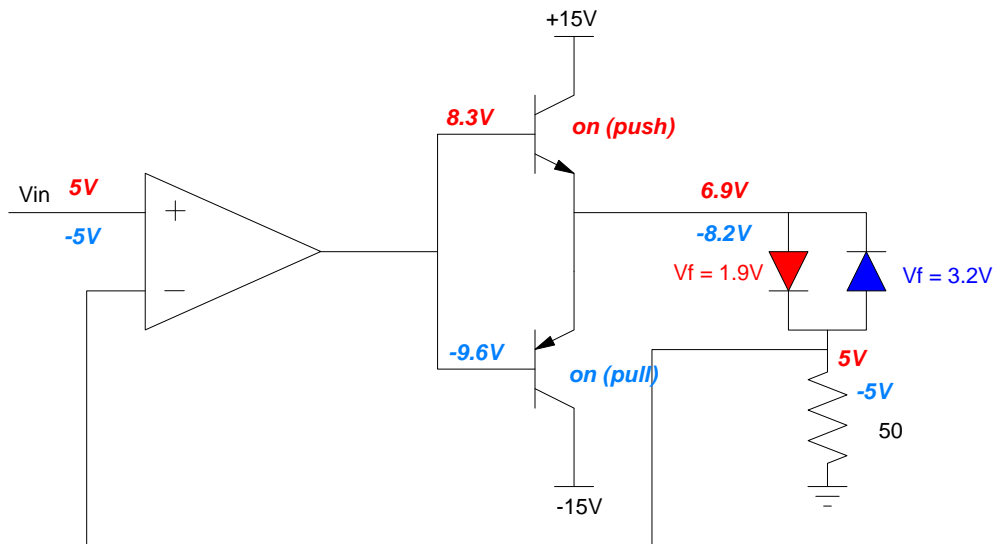 +15V
8.3V
on (push)
Vin
5V
-5V
+
−
6.9V
-8.2V
Vf = 1.9V
Vf = 3.2V
-9.6V
on (pull)
5V
-5V
50
-15V